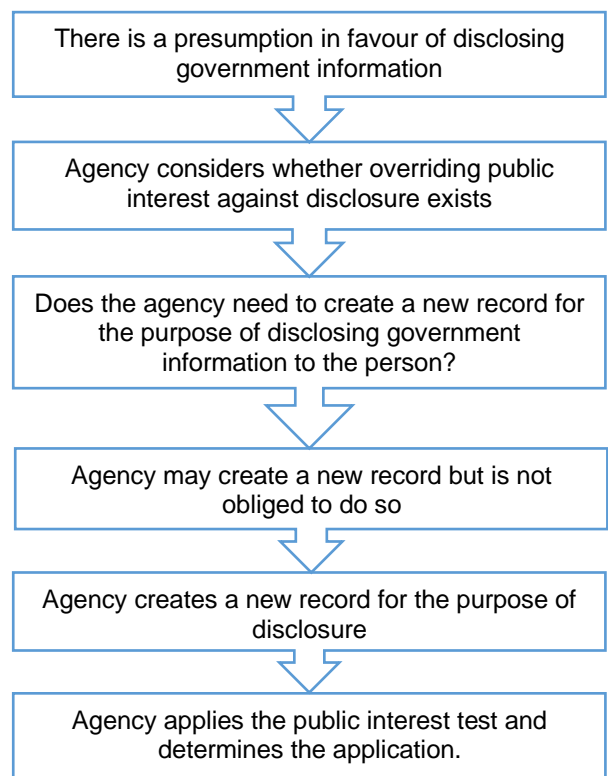 There is a presumption in favour of disclosing
government information
Agency considers whether overriding public
interest against disclosure exists
Does the agency need to create a new record for
the purpose of disclosing government
information to the person?
Agency may create a new record but is not
obliged to do so
Agency creates a new record for the purpose of
disclosure
Agency applies the public interest test and
determines the application.